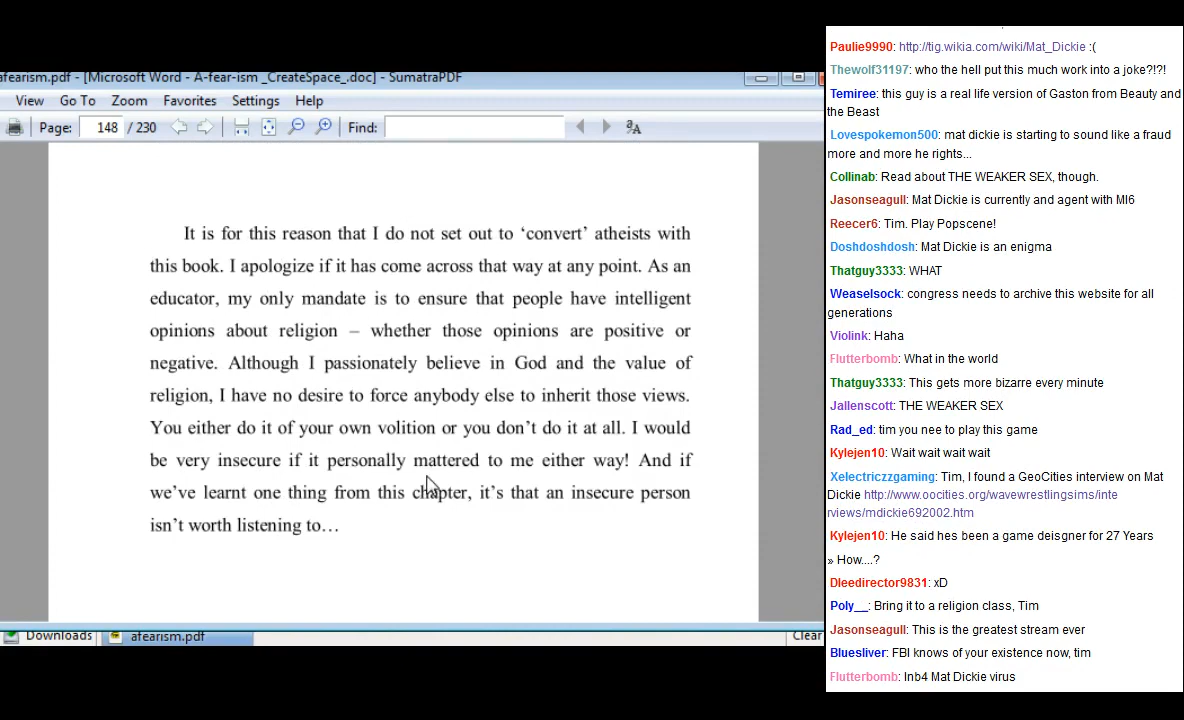 afearism.pdf - [Microsoft Word - A-fear-ism _CreateSpace_.doc] - SumatraPDF
View Go To Zoom Favorites Settings Help
Page: 148 / 230 Find:
It is for this reason that I do not set out to ‘convert’ atheists with
this book. I apologize if it has come across that way at any point. As an
educator, my only mandate is to ensure that people have intelligent
opinions about religion – whether those opinions are positive or
negative. Although I passionately believe in God and the value of
religion, I have no desire to force anybody else to inherit those views.
You either do it of your own volition or you don’t do it at all. I would
be very insecure if it personally mattered to me either way! And if
we’ve learnt one thing from this chapter, it’s that an insecure person
isn’t worth listening to…
Downloads afearism.pdf Clear
Paulie9990: http://tig.wikia.com/wiki/Mat_Dickie :(
Thewolf31197: who the hell put this much work into a joke?!?!
Temiree: this guy is a real life version of Gaston from Beauty and
the Beast
Lovespokemon500: mat dickie is starting to sound like a fraud
more and more he rights...
Collinab: Read about THE WEAKER SEX, though.
Jasonseagull: Mat Dickie is currently and agent with MI6
Reecer6: Tim. Play Popscene!
Doshdoshdosh: Mat Dickie is an enigma
Thatguy3333: WHAT
Weaselsock: congress needs to archive this website for all
generations
Violink: Haha
Flutterbomb: What in the world
Thatguy3333: This gets more bizarre every minute
Jallenscott: THE WEAKER SEX
Rad_ed: tim you nee to play this game
Kylejen10: Wait wait wait wait
Xelectriczzgaming: Tim, I found a GeoCities interview on Mat
Dickie http://www.oocities.org/wavewrestlingsims/inte
rviews/mdickie692002.htm
Kylejen10: He said hes been a game deisgner for 27 Years
» How....?
Dleedirector9831: xD
Poly__: Bring it to a religion class, Tim
Jasonseagull: This is the greatest stream ever
Bluesliver: FBI knows of your existence now, tim
Flutterbomb: Inb4 Mat Dickie virus